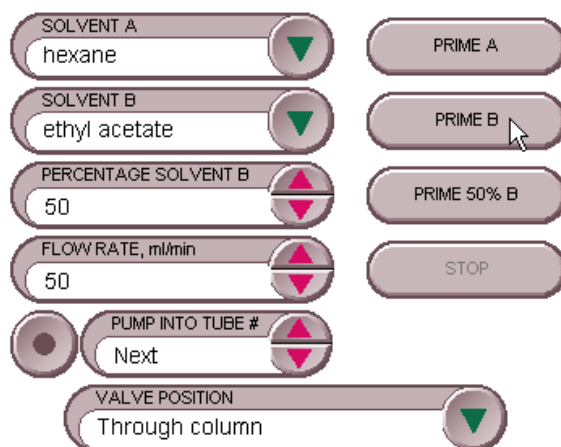 SOLVENT A
hexane
PRIME A
SOLVENT B
ethyl acetate
PRIME B
PERCENTAGE SOLVENT B
50
PRIME 50% B
FLOW RATE, ml/min
50
STOP
PUMP INTO TUBE #
Next
VALVE POSITION
Through column